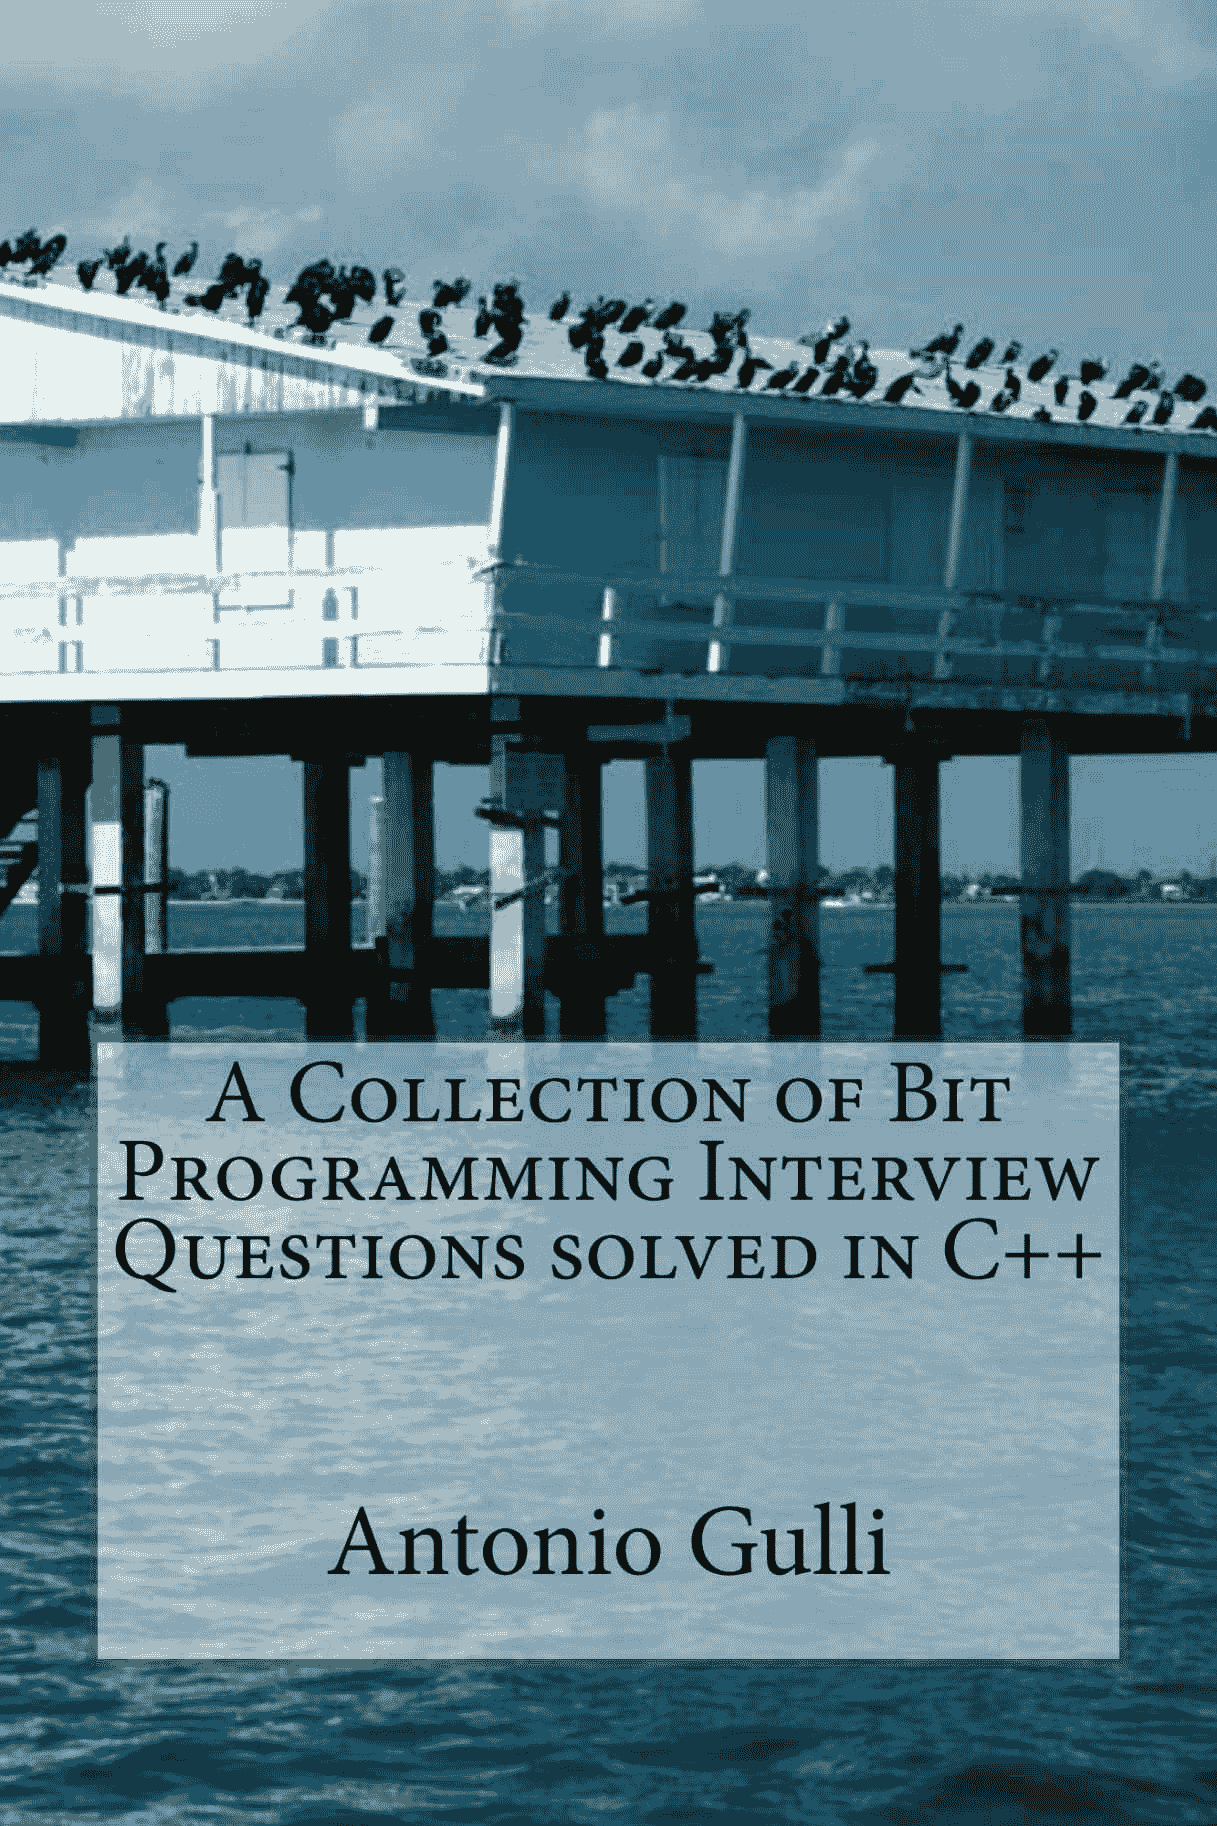 A Collection of Bit
Programming Interview
Questions solved in C++
Antonio Gulli